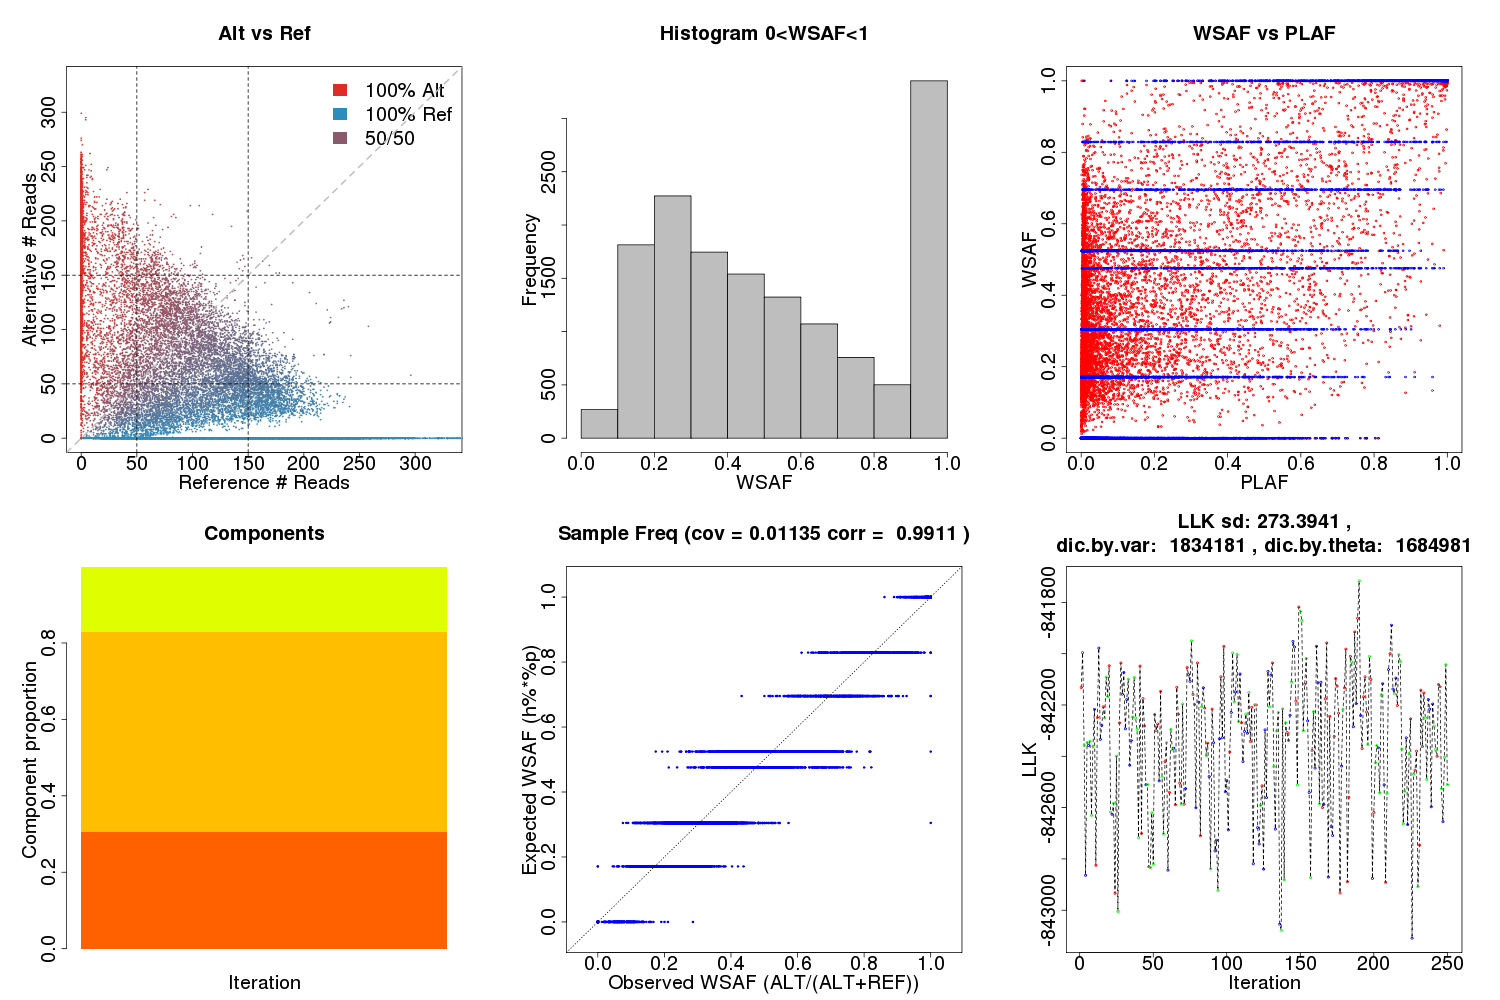 Alt vs Ref
100% Alt
100% Ref
50/50
Alternative # Reads
0 50 100 150 200 250 300
0 50 100 150 200 250 300
Reference # Reads
Histogram 0<WSAF<1
Frequency
0 500 1500 2500
0.0 0.2 0.4 0.6 0.8 1.0
WSAF
WSAF vs PLAF
WSAF
0.0 0.2 0.4 0.6 0.8 1.0
0.0 0.2 0.4 0.6 0.8 1.0
PLAF
Components
Component proportion
0.0 0.2 0.4 0.6 0.8
Iteration
Sample Freq (cov = 0.01135 corr = 0.9911 )
Expected WSAF (h%*%p)
0.0 0.2 0.4 0.6 0.8 1.0
0.0 0.2 0.4 0.6 0.8 1.0
Observed WSAF (ALT/(ALT+REF))
LLK sd: 273.3941 ,
dic.by.var: 1834181 , dic.by.theta: 1684981
LLK
-843000 -842600 -842200 -841800
0 50 100 150 200 250
Iteration